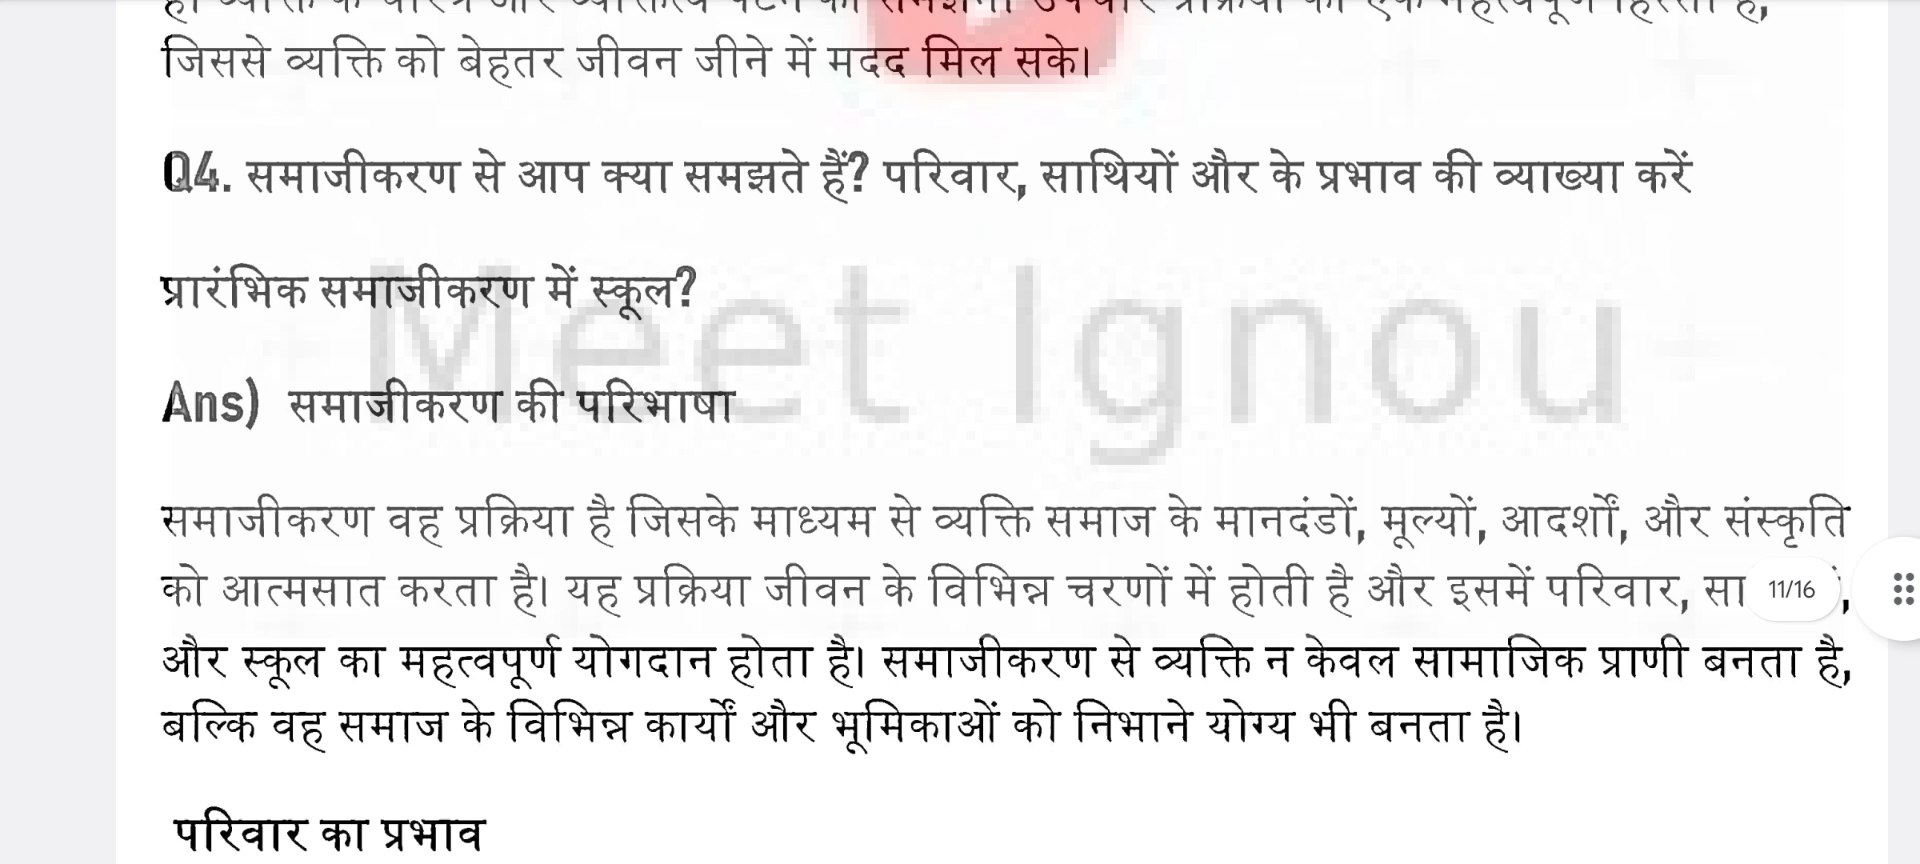 जिससे व्यक्ति को बेहतर जीवन जीने में मदद मिल सके।
Q4. समाजीकरण से आप क्या समझते हैं? परिवार, साथियों और के प्रभाव की व्याख्या करें
प्रारंभिक समाजीकरण में स्कूल?
Meet Ignou
Ans) समाजीकरण की परिभाषा
समाजीकरण वह प्रक्रिया है जिसके माध्यम से व्यक्ति समाज के मानदंडों, मूल्यों, आदर्शों, और संस्कृति
को आत्मसात करता है। यह प्रक्रिया जीवन के विभिन्न चरणों में होती है और इसमें परिवार,
11/16
और स्कूल का महत्वपूर्ण योगदान होता है। समाजीकरण से व्यक्ति न केवल सामाजिक प्राणी बनता है,
बल्कि वह समाज के विभिन्न कार्यों और भूमिकाओं को निभाने योग्य भी बनता है।
परिवार का प्रभाव